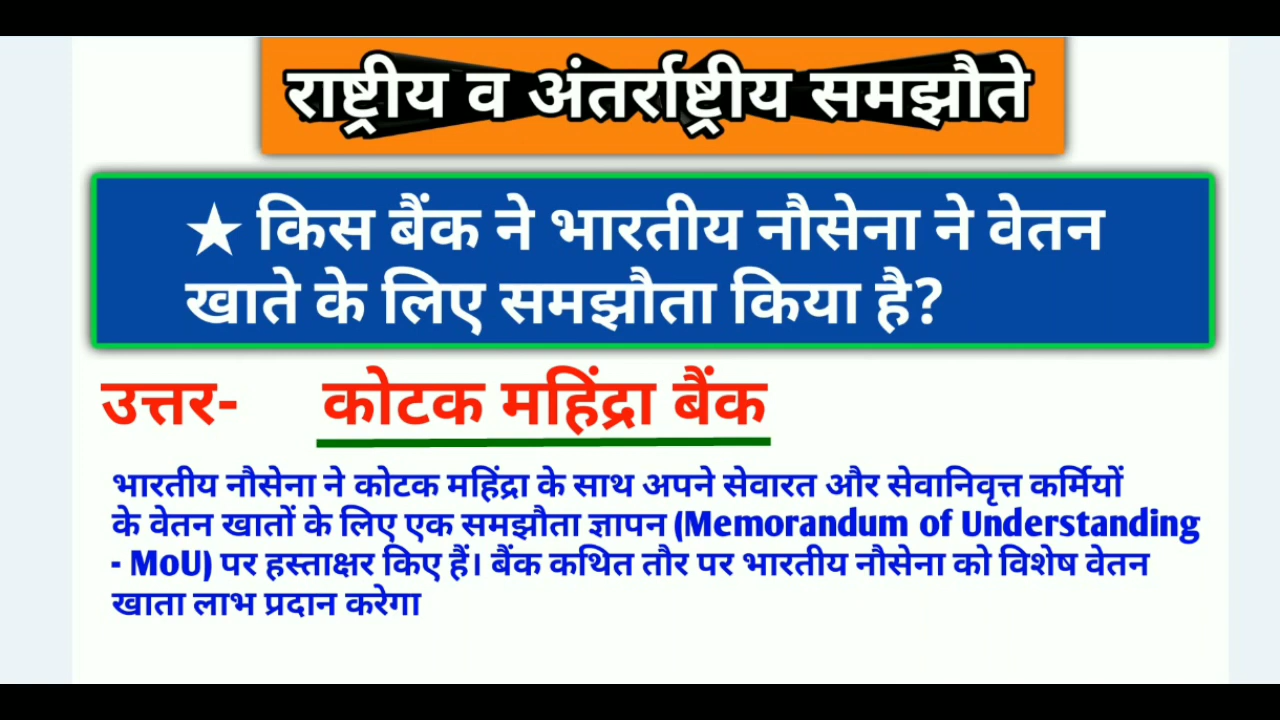 राष्ट्रीय व अंतर्राष्ट्रीय समझौते
★ किस बैंक ने भारतीय नौसेना ने वेतन
खाते के लिए समझौता किया है?
उत्तर- कोटक महिंद्रा बैंक
भारतीय नौसेना ने कोटक महिंद्रा के साथ अपने सेवारत और सेवानिवृत्त कर्मियों
के वेतन खातों के लिए एक समझौता ज्ञापन (Memorandum of Understanding
- MoU) पर हस्ताक्षर किए हैं। बैंक कथित तौर पर भारतीय नौसेना को विशेष वेतन
खाता लाभ प्रदान करेगा